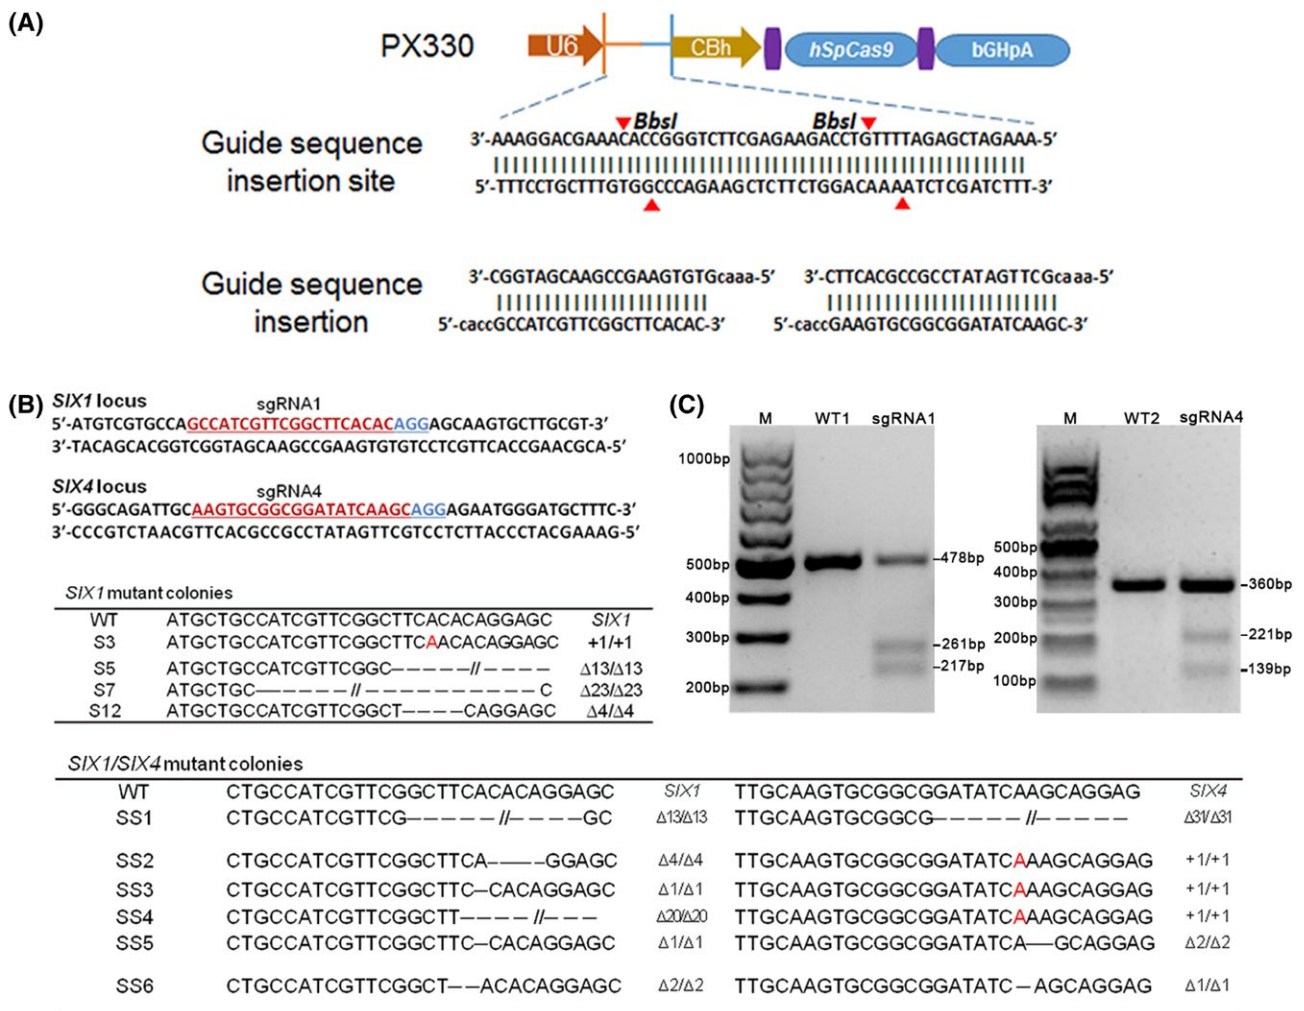 (A)
PX330
U6
CBh
hSpCas9
bGHpA
Guide sequence
insertion site
BbsI BbsI
3'-AAAGGACGAAACACCGGGTCTTCGAGAAGACCTGTTTTAGAGCTAGAAA-5'
5'-TTTCCTGCTTTGTGGCCCAGAAGCTCTTCTGGACAAAATCTCGATCTTT-3'
Guide sequence
insertion
3'-CGGTAGCAAGCCGAAGTGTGcaaa-5'
5'-caccGCCATCGTTCGGCTTCACAC-3'
3'-CTTCACGCCGCCTATAGTTCGcaaa-5'
5'-caccGAAGTGCGGCGGATATCAAGC-3'
(B)
SIX1 locus
sgRNA1
5'-ATGTCGTGCCAGCCATCGTTCGGCTTCACACAGGAGCAAGTGCTTGCGT-3'
3'-TACAGCACGGTCGGTAGCAAGCCGAAGTGTGTCCTCGTTCACCGAACGCA-5'
SIX4 locus
sgRNA4
5'-GGGCAGATTGCAAGTGCGGCGGATATCAAGCAGGAGAATGGGATGCTTTC-3'
3'-CCCGTCTAACGTTCACGCCGCCTATAGTTCGTCCTCTTACCCTACGAAAG-5'
SIX1 mutant colonies
WT ATGCTGCCATCGTTCGGCTTCACACAGGAGC SIX1
S3 ATGCTGCCATCGTTCGGCTTCAACACAGGAGC +1/+1
S5 ATGCTGCCATCGTTCGGC–––––//–––– Δ13/Δ13
S7 ATGCTGC––––––//––––––––––––C Δ23/Δ23
S12 ATGCTGCCATCGTTCGGCT––––CAGGAGC Δ4/Δ4
(C)
M WT1 sgRNA1
1000bp
500bp
400bp
300bp
200bp
–478bp
–261bp
–217bp
M WT2 sgRNA4
500bp
400bp
300bp
200bp
100bp
–360bp
–221bp
–139bp
SIX1/SIX4 mutant colonies
WT CTGCCATCGTTCGGCTTCACACAGGAGC SIX1 TTGCAAGTGCGGCGGATATCAAGCAGGAG SIX4
SS1 CTGCCATCGTTCG––––––//–––––GC Δ13/Δ13 TTGCAAGTGCGGCG––––––//–––––– Δ31/Δ31
SS2 CTGCCATCGTTCGGCTTCA––––GGAGC Δ4/Δ4 TTGCAAGTGCGGCGGATATCAAAGCAGGAG +1/+1
SS3 CTGCCATCGTTCGGCTTC–CACAGGAGC Δ1/Δ1 TTGCAAGTGCGGCGGATATCAAAGCAGGAG +1/+1
SS4 CTGCCATCGTTCGGCTT–––––//––– Δ20/Δ20 TTGCAAGTGCGGCGGATATCAAAGCAGGAG +1/+1
SS5 CTGCCATCGTTCGGCTTC–CACAGGAGC Δ1/Δ1 TTGCAAGTGCGGCGGATATCA––GCAGGAG Δ2/Δ2
SS6 CTGCCATCGTTCGGCT––ACACAGGAGC Δ2/Δ2 TTGCAAGTGCGGCGGATATC–AGCAGGAG Δ1/Δ1